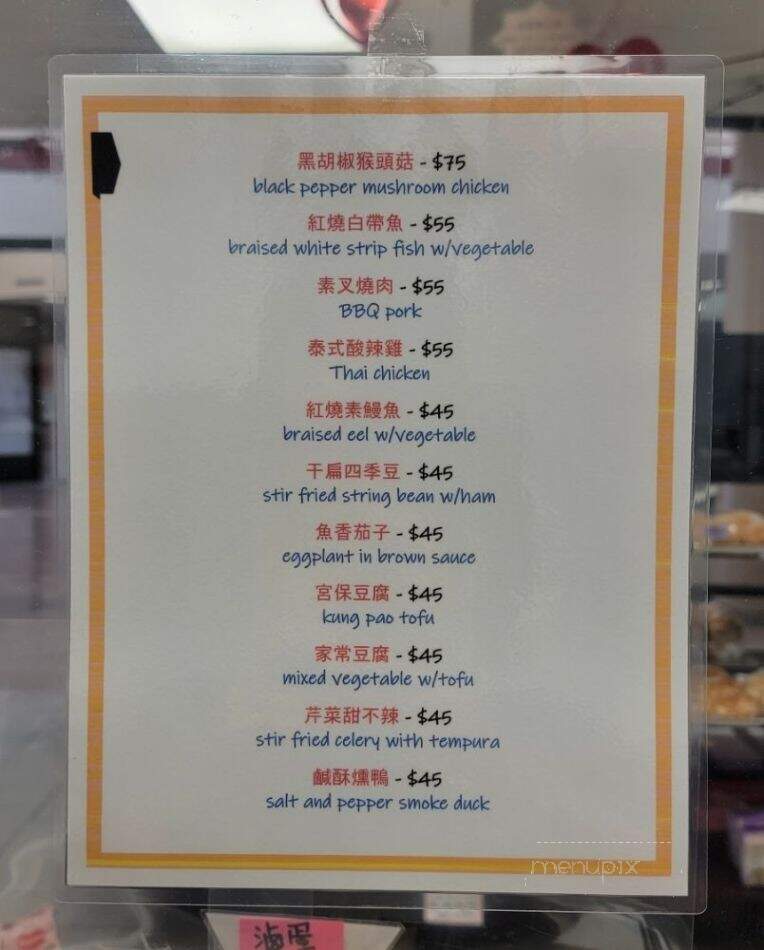 黑胡椒猴頭菇 - $75
black pepper mushroom chicken
紅燒白帶魚 - $55
braised white strip fish w/vegetable
素叉燒肉 - $55
BBQ pork
泰式酸辣雞 - $55
Thai chicken
紅燒素鰻魚 - $45
braised eel w/vegetable
干扁四季豆 - $45
stir fried string bean w/ham
魚香茄子 - $45
eggplant in brown sauce
宮保豆腐 - $45
kung pao tofu
家常豆腐 - $45
mixed vegetable w/tofu
芹菜甜不辣 - $45
stir fried celery with tempura
鹹酥燻鴨 - $45
salt and pepper smoke duck
menupix
滷蛋